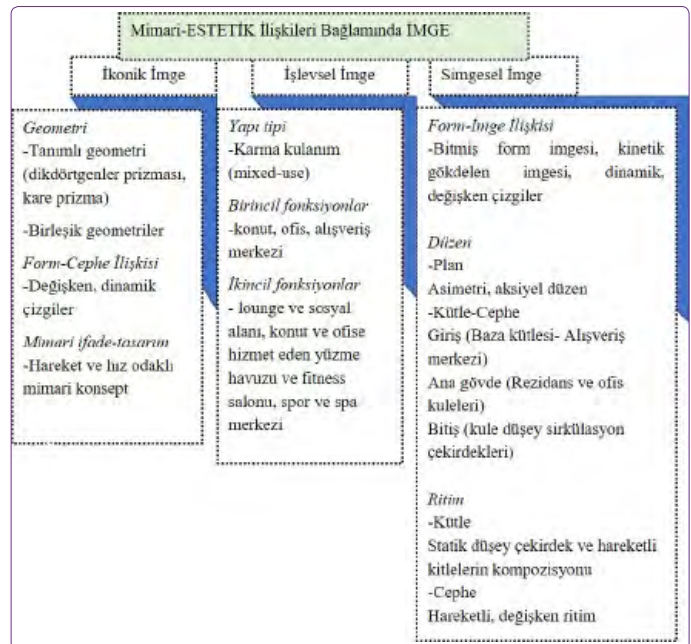 Mimari-ESTETİK İlişkileri Bağlamında İMGE
İkonik İmge
İşlevsel İmge
Simgesel İmge
Geometri
-Tanımlı geometri
(dikdörtgenler prizması,
kare prizma)
-Birleşik geometriler
Form-Cephe İlişkisi
-Değişken, dinamik
çizgiler
Mimari ifade-tasarım
-Hareket ve hız odaklı
mimari konsept
Yapı tipi
-Karma kulanım
(mixed-use)
Birincil fonksiyonlar
-konut, ofis, alışveriş
merkezi
İkincil fonksiyonlar
- lounge ve sosyal
alanı, konut ve ofise
hizmet eden yüzme
havuzu ve fitness
salonu, spor ve spa
merkezi
Form-İmge İlişkisi
-Bitmiş form imgesi, kinetik
gökdelen imgesi, dinamik,
değişken çizgiler
Düzen
-Plan
Asimetri, aksiyel düzen
-Kütle-Cephe
Giriş (Baza kütlesi- Alışveriş
merkezi)
Ana gövde (Rezidans ve ofis
kuleleri)
Bitiş (kule düşey sirkülasyon
çekirdekleri)
Ritim
-Kütle
Statik düşey çekirdek ve hareketli
kitlelerin kompozisyonu
-Cephe
Hareketli, değişken ritim